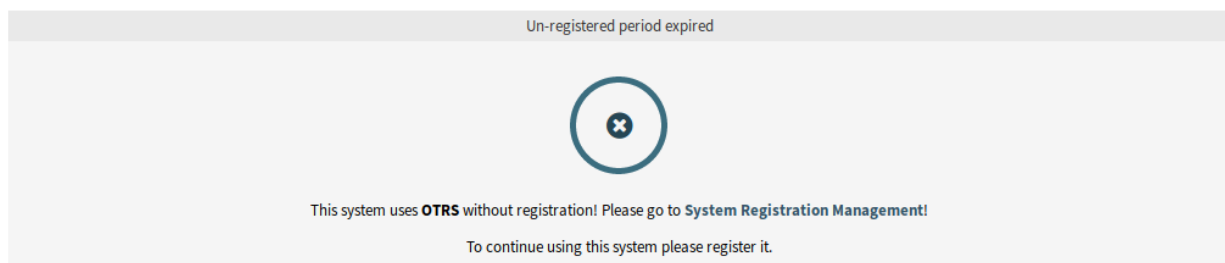 Un-registered period expired
This system uses OTRS without registration! Please go to System Registration Management!
To continue using this system please register it.